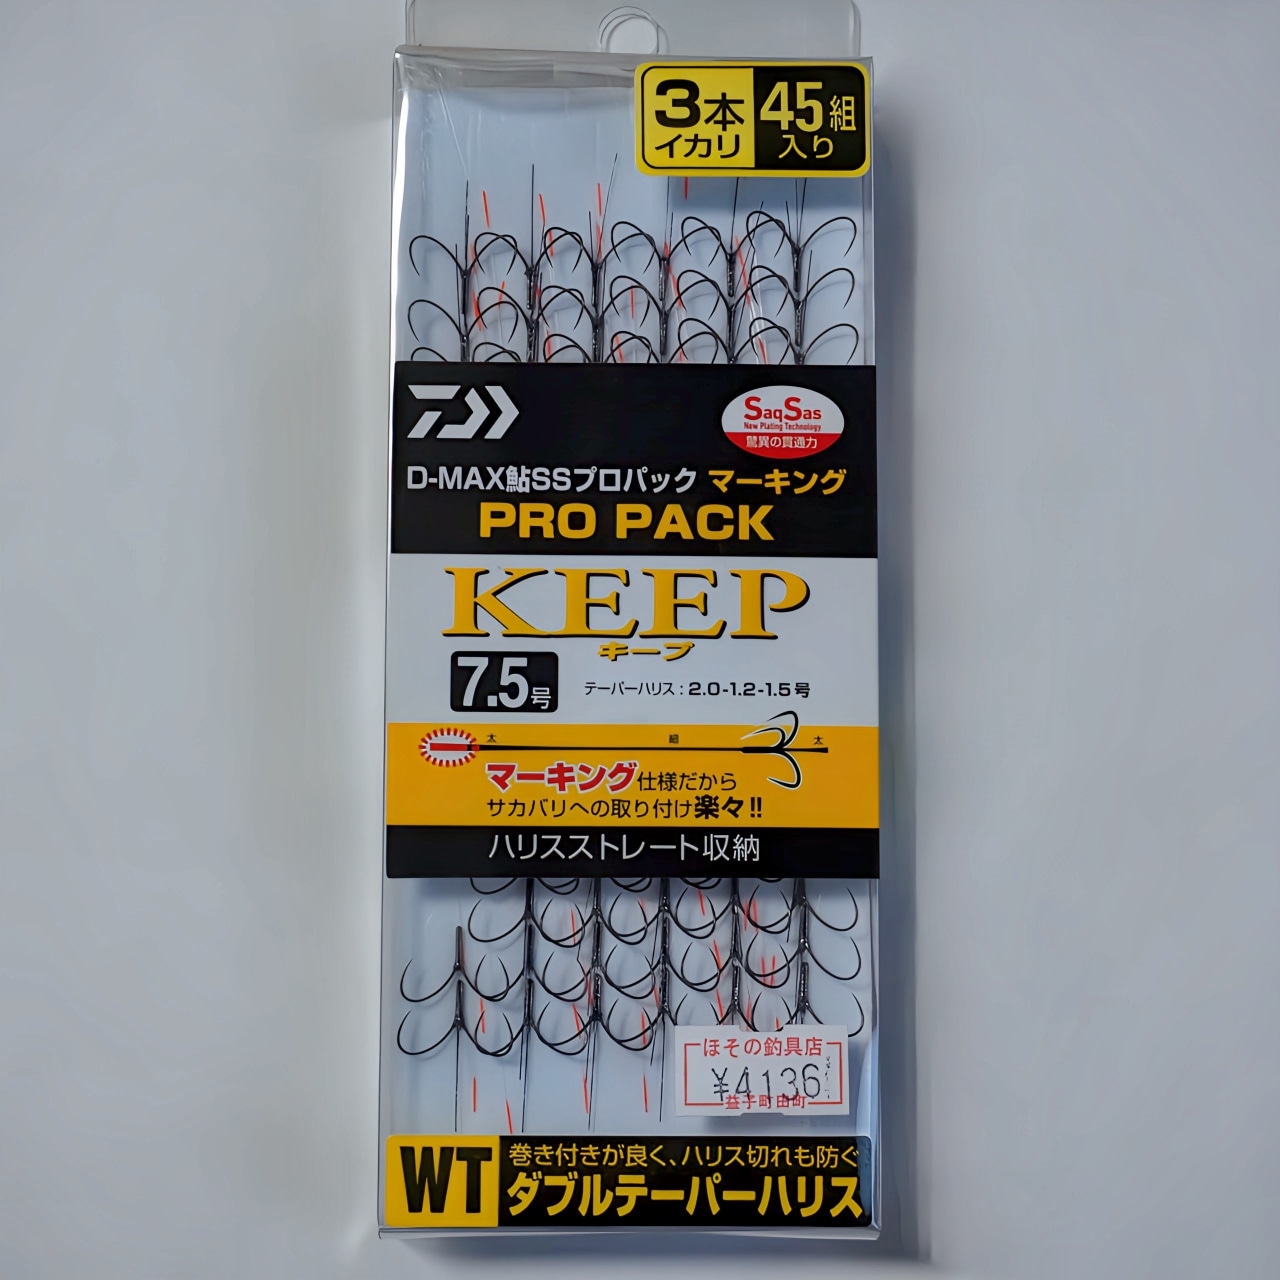 3本
イカリ
45組
入り
SaqSas
New Plating Technology
驚異の貫通力
D-MAX鮎SSプロパック マーキング
PRO PACK
KEEP
キープ
7.5号
テーパーハリス：2.0-1.2-1.5号
太 細 太
マーキング仕様だから
サカバリへの取り付け楽々!!
ハリスストレート収納
ほその釣具店
¥4136
益子町田町
WT
巻き付きが良く、ハリス切れも防ぐ
ダブルテーパーハリス